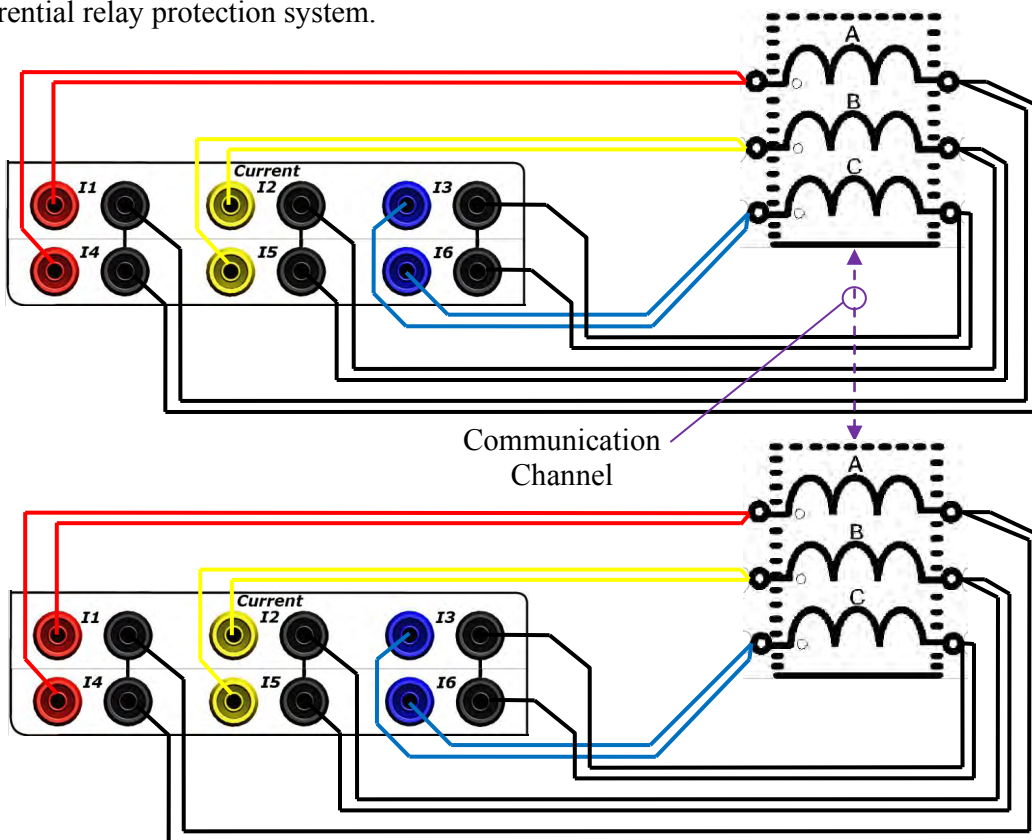 relay protection system.
A
B
C
Current
I1
I2
I3
I4
I5
I6
Communication
Channel
A
B
C
Current
I1
I2
I3
I4
I5
I6